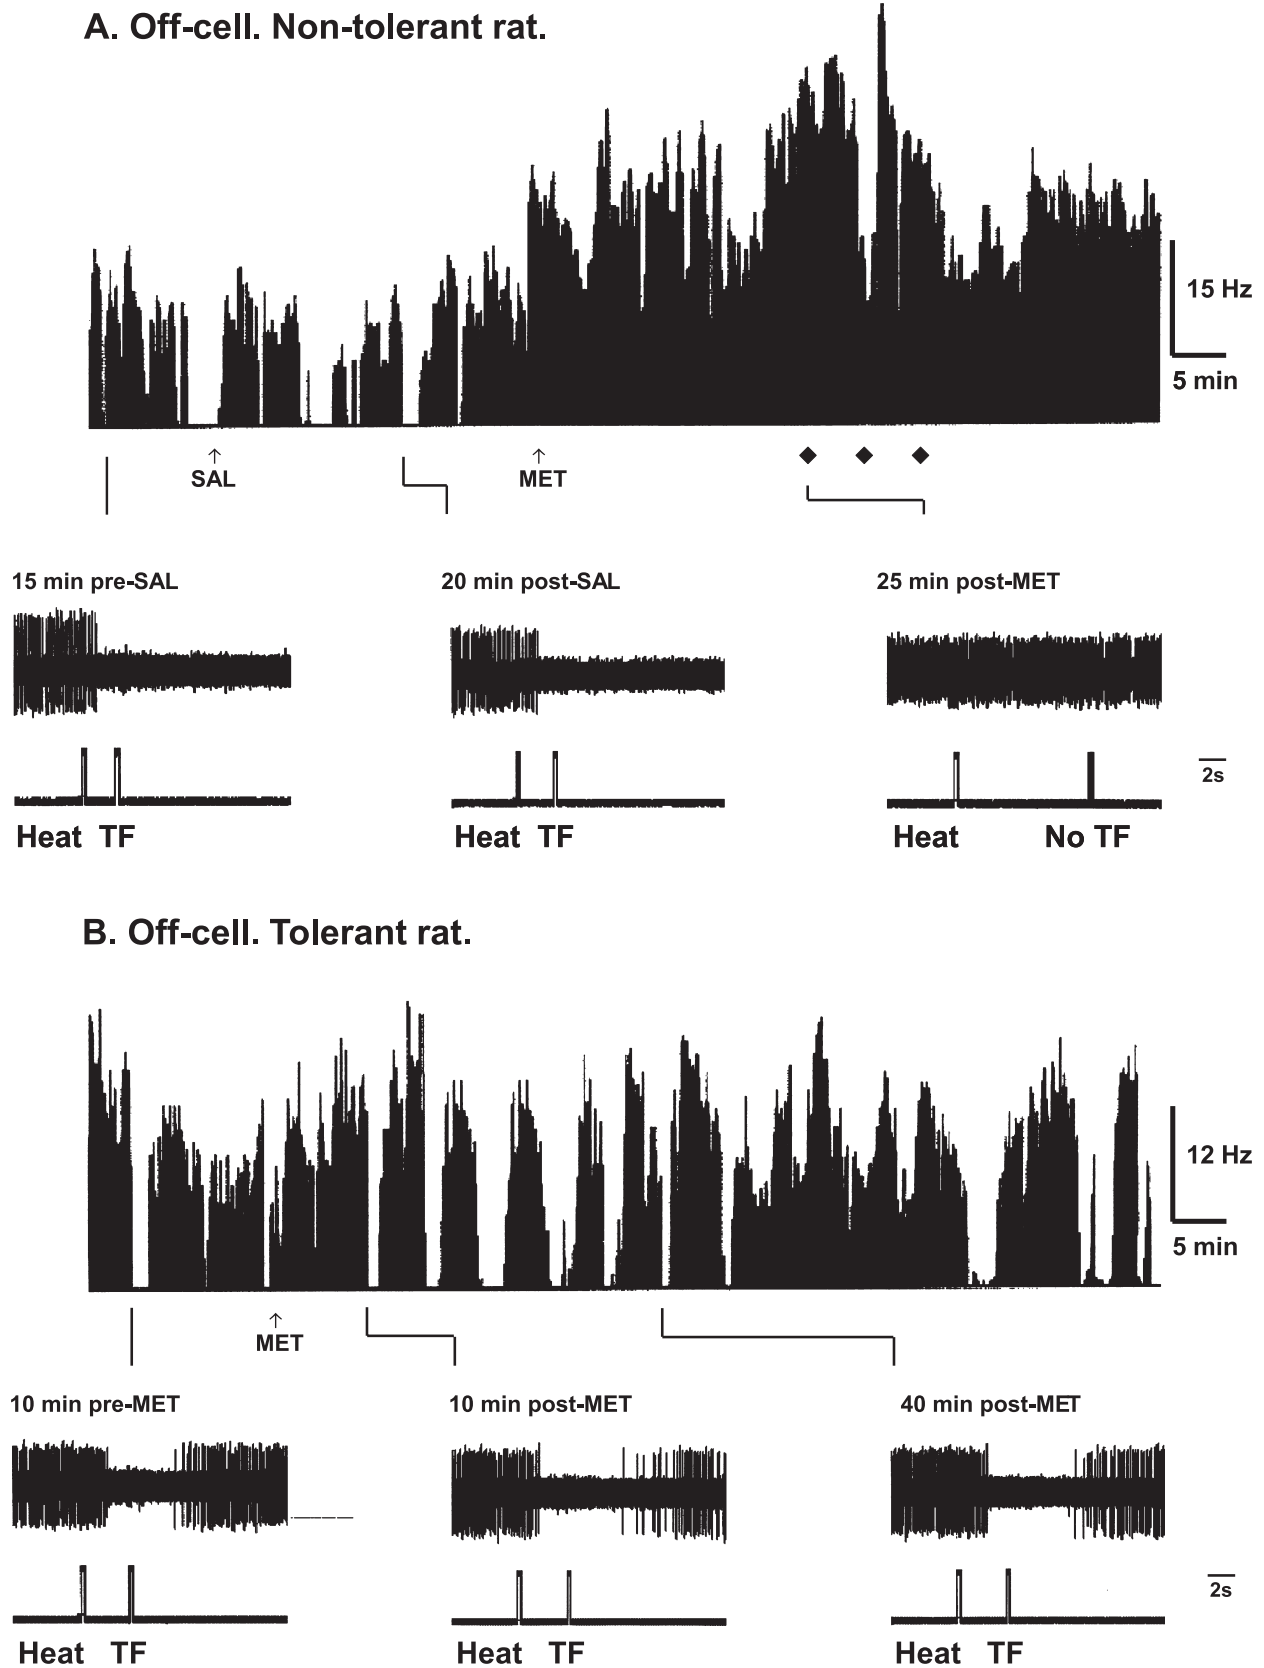 A. Off-cell. Non-tolerant rat.
15 Hz
5 min
↑ ↑
SAL MET
15 min pre-SAL 20 min post-SAL 25 min post-MET
2s
Heat TF Heat TF Heat No TF
B. Off-cell. Tolerant rat.
12 Hz
5 min
↑
MET
10 min pre-MET 10 min post-MET 40 min post-MET
2s
Heat TF Heat TF Heat TF